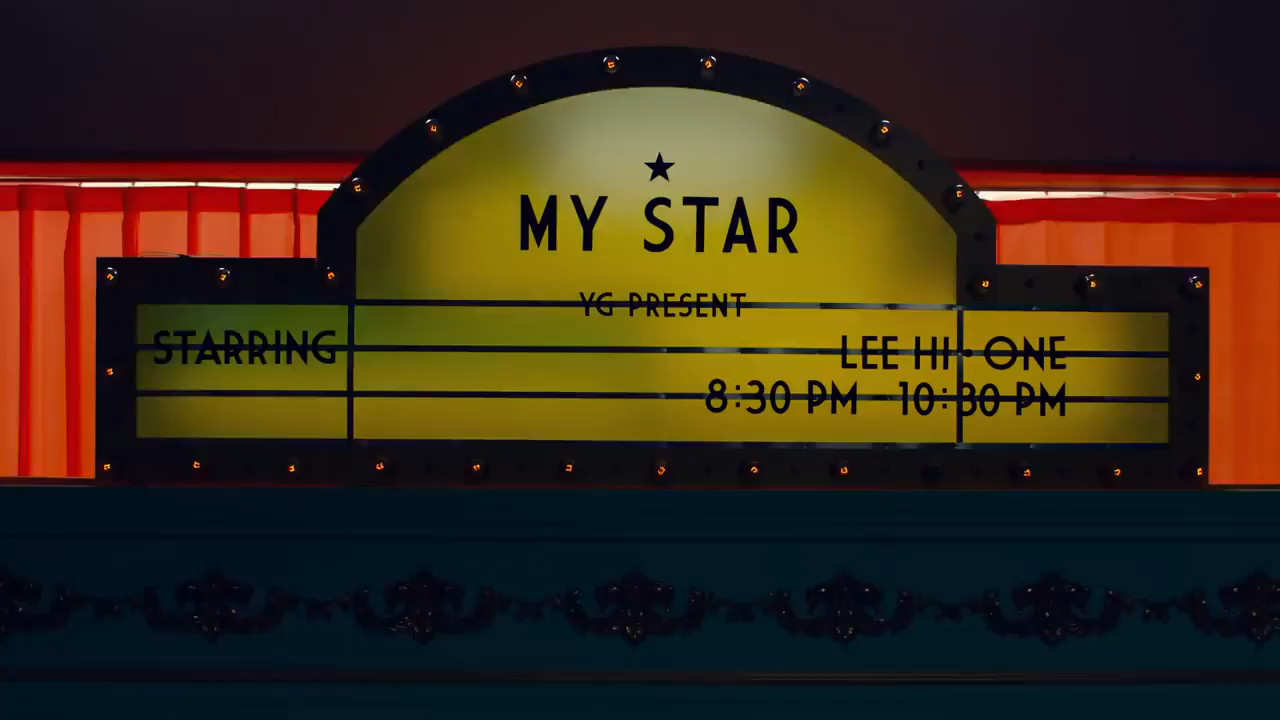 ★
MY STAR
YG PRESENT
STARRING
LEE HI · ONE
8:30 PM 10:30 PM